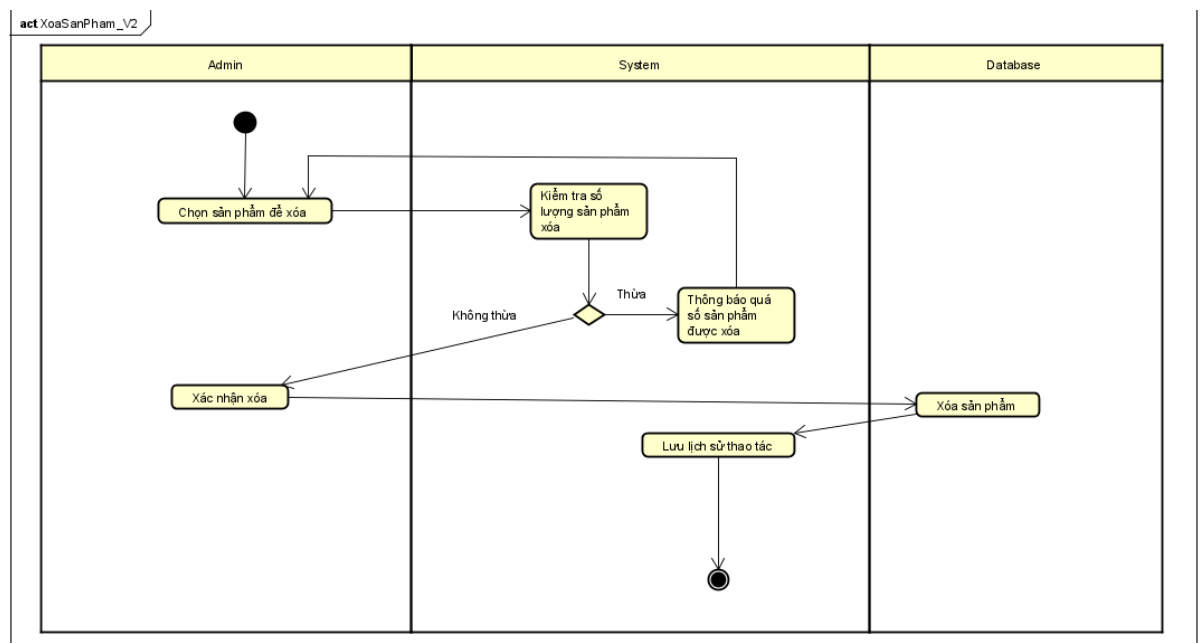 act XoaSanPham_V2
Admin
System
Database
Chọn sản phẩm để xóa
Kiểm tra số
lượng sản phẩm
xóa
Thừa
Không thừa
Thông báo quá
số sản phẩm
được xóa
Xác nhận xóa
Xóa sản phẩm
Lưu lịch sử thao tác